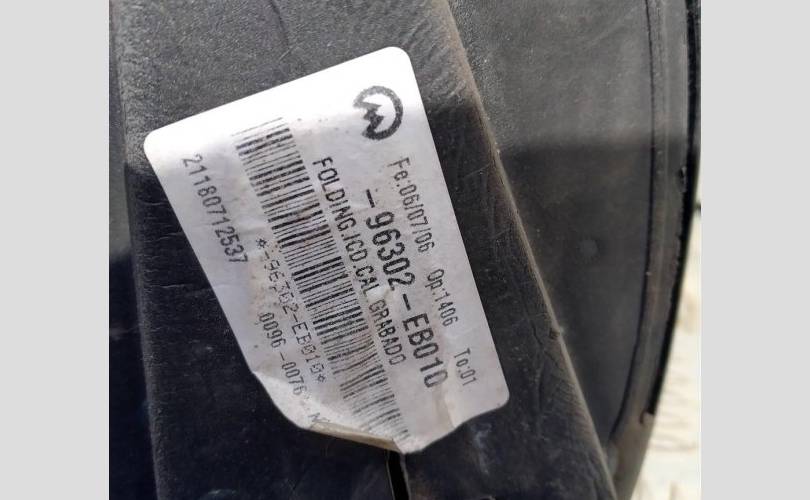 Fe:06/07/06 Op:1406 To:01
-96302-EB010
FOLDING.ICD.CAL.GRABADO
*-96302-EB010*
0096-0076
21180712537